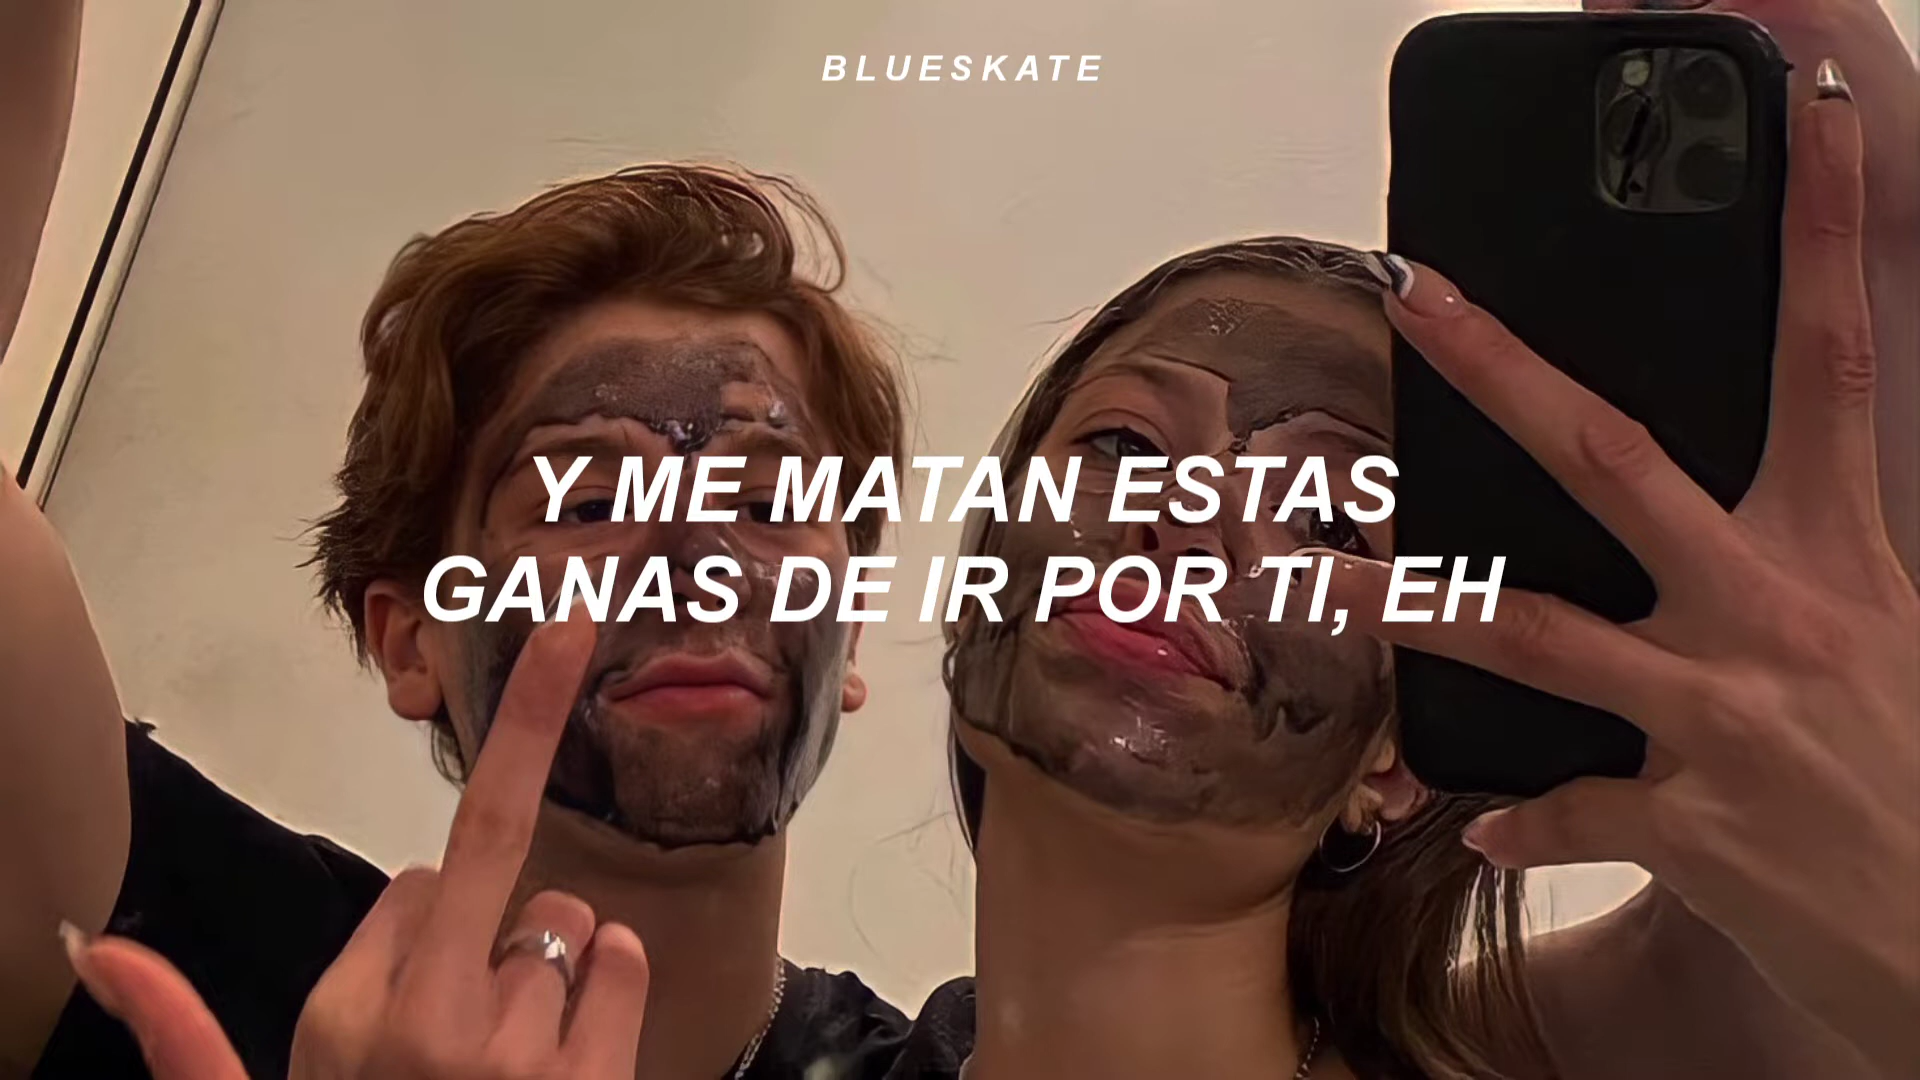 BLUESKATE
Y ME MATAN ESTAS
GANAS DE IR POR TI, EH